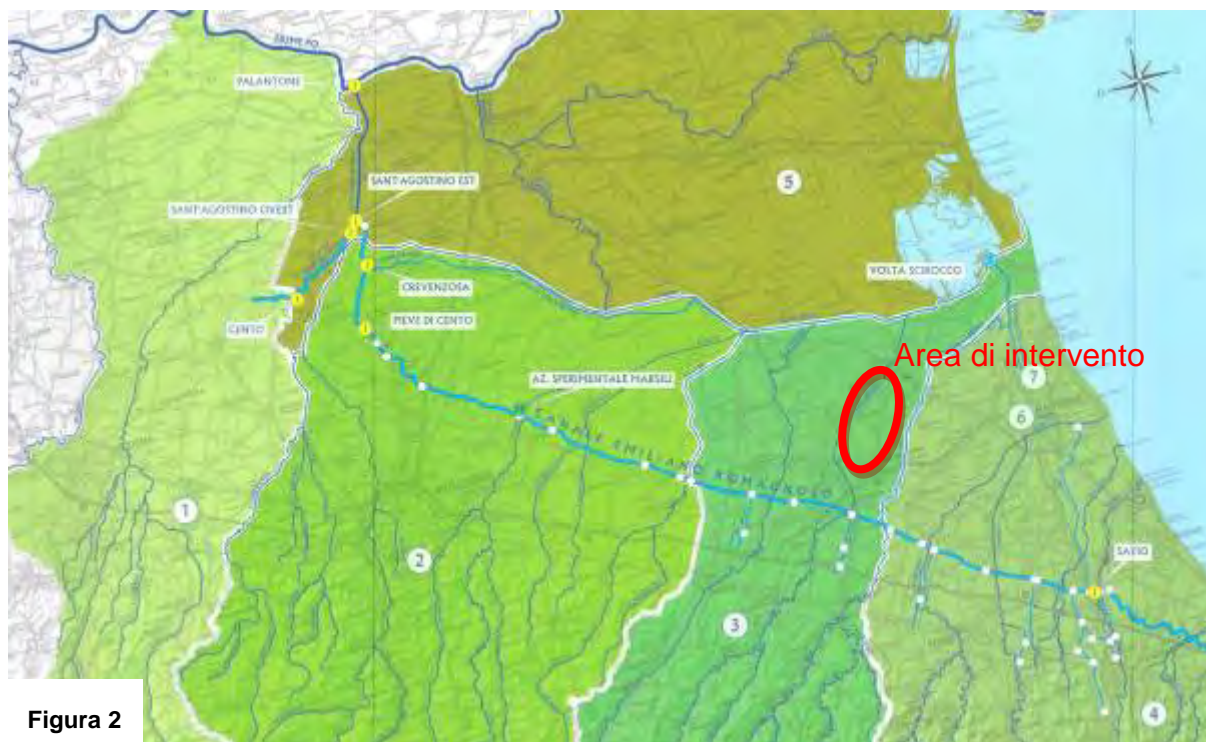 FIUME PO
PALANTONE
SANT'AGOSTINO EST
SANT'AGOSTINO OVEST
5
VOLTA SCIROCCO
CREVENZOSA
CENTO
PIEVE DI CENTO
Area di intervento
7
AZ. SPERIMENTALE MARSILI
6
CANALE EMILIANO ROMAGNOLO
1
2
SAVIO
3
4
Figura 2